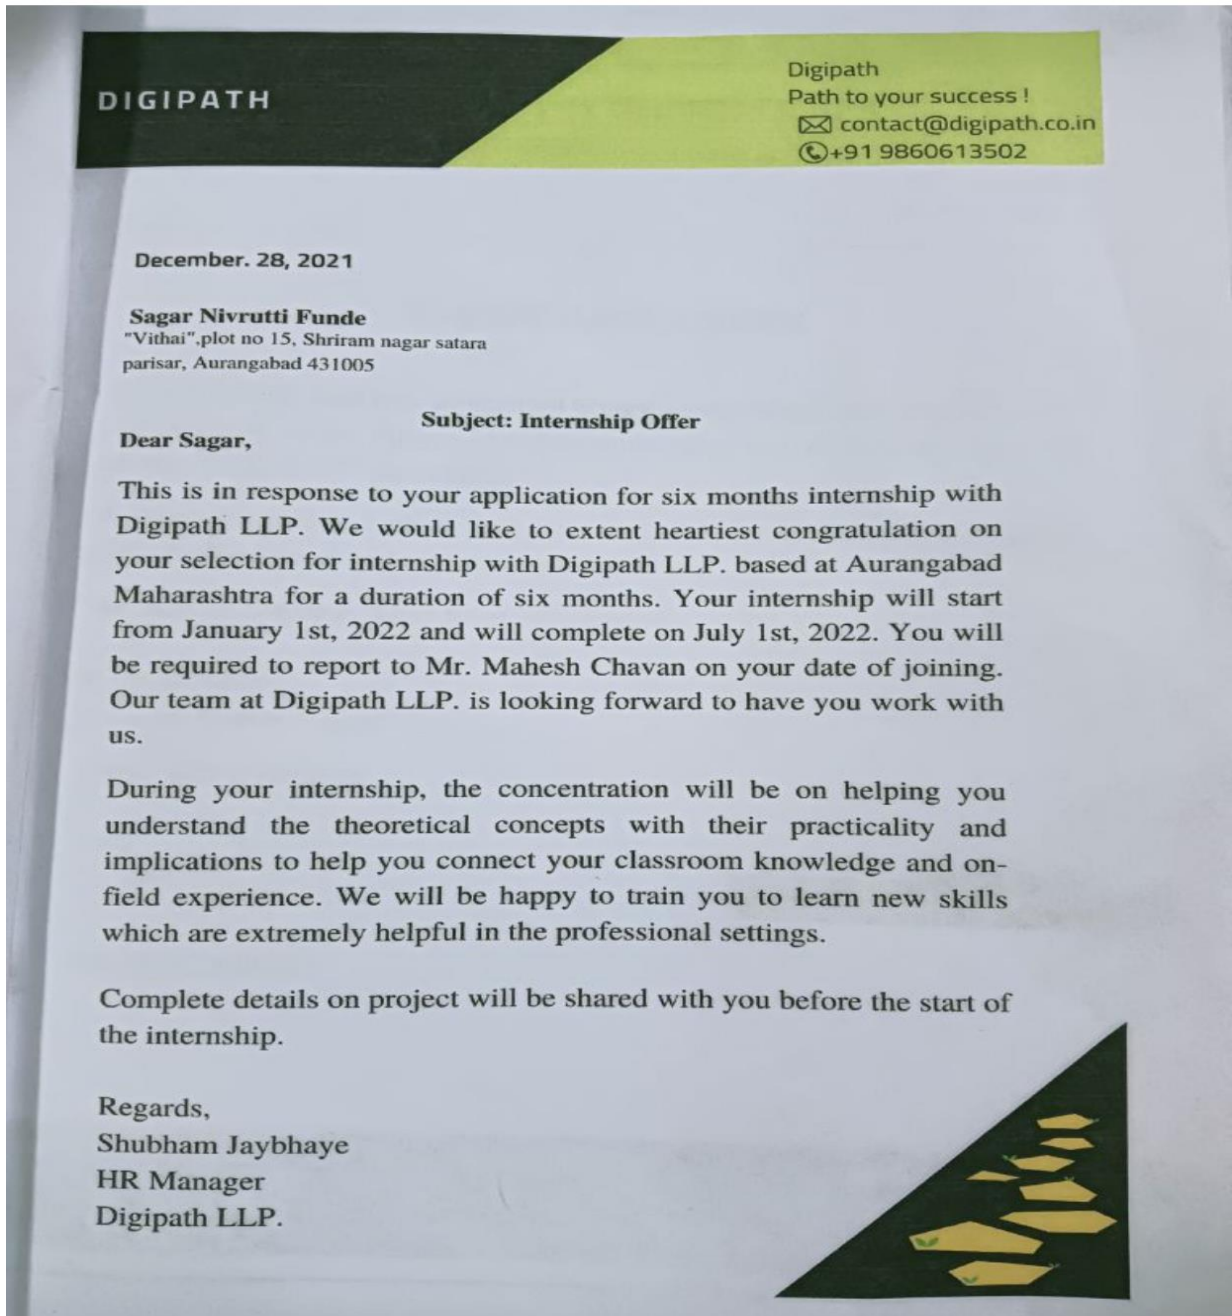 DIGIPATH
Digipath
Path to your success !
contact@digipath.co.in
+91 9860613502
December. 28, 2021
Sagar Nivrutti Funde
"Vithai",plot no 15, Shriram nagar satara
parisar, Aurangabad 431005
Subject: Internship Offer
Dear Sagar,
This is in response to your application for six months internship with
Digipath LLP. We would like to extent heartiest congratulation on
your selection for internship with Digipath LLP. based at Aurangabad
Maharashtra for a duration of six months. Your internship will start
from January 1st, 2022 and will complete on July 1st, 2022. You will
be required to report to Mr. Mahesh Chavan on your date of joining.
Our team at Digipath LLP. is looking forward to have you work with
us.
During your internship, the concentration will be on helping you
understand the theoretical concepts with their practicality and
implications to help you connect your classroom knowledge and on-
field experience. We will be happy to train you to learn new skills
which are extremely helpful in the professional settings.
Complete details on project will be shared with you before the start of
the internship.
Regards,
Shubham Jaybhaye
HR Manager
Digipath LLP.